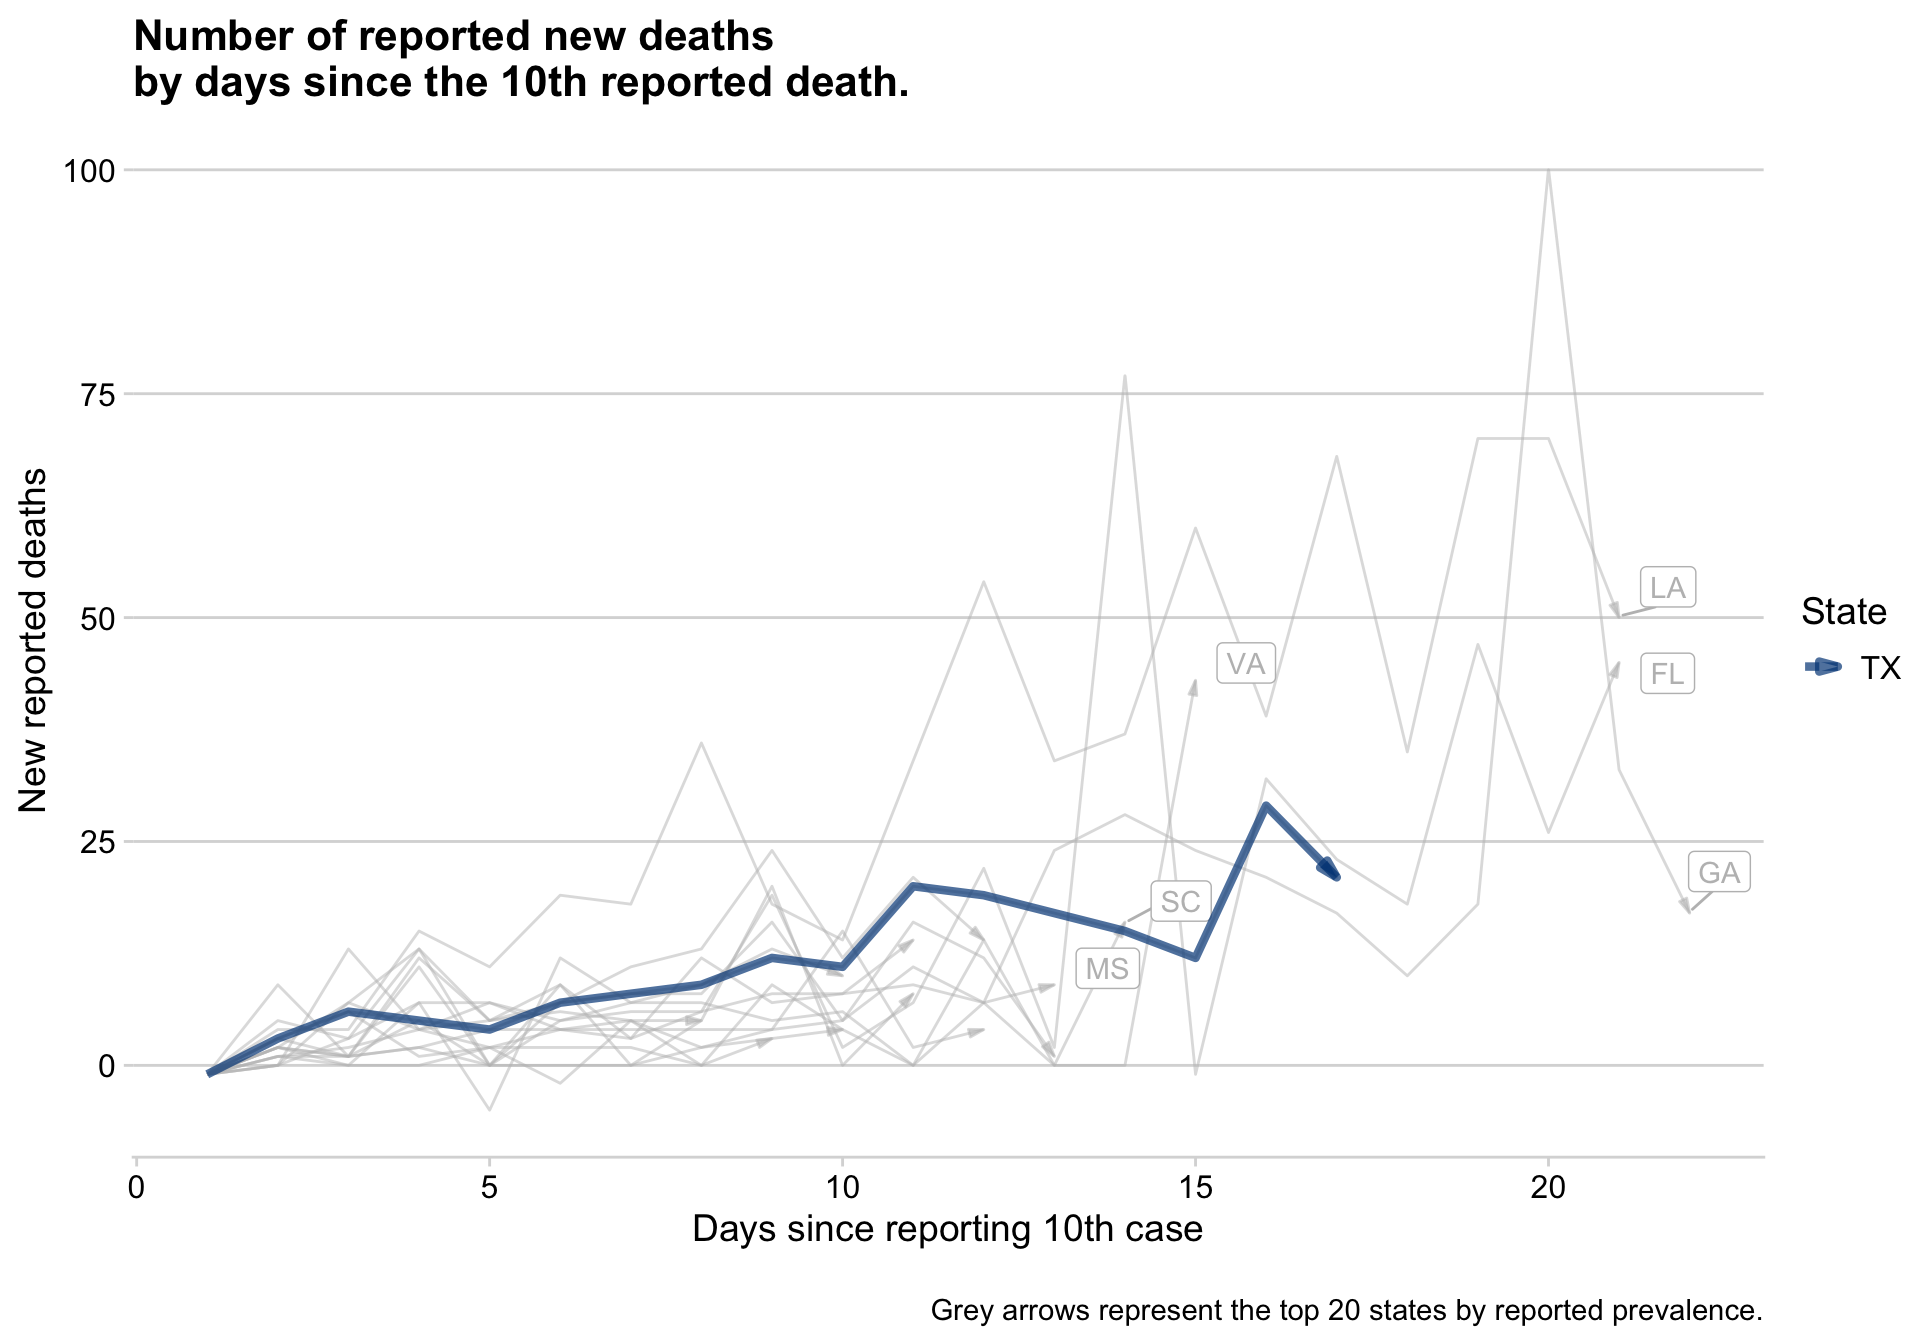 Number of reported new deaths
by days since the 10th reported death.
100
75
50
25
0
New reported deaths
LA
VA
FL
GA
SC
MS
State
TX
0 5 10 15 20
Days since reporting 10th case
Grey arrows represent the top 20 states by reported prevalence.